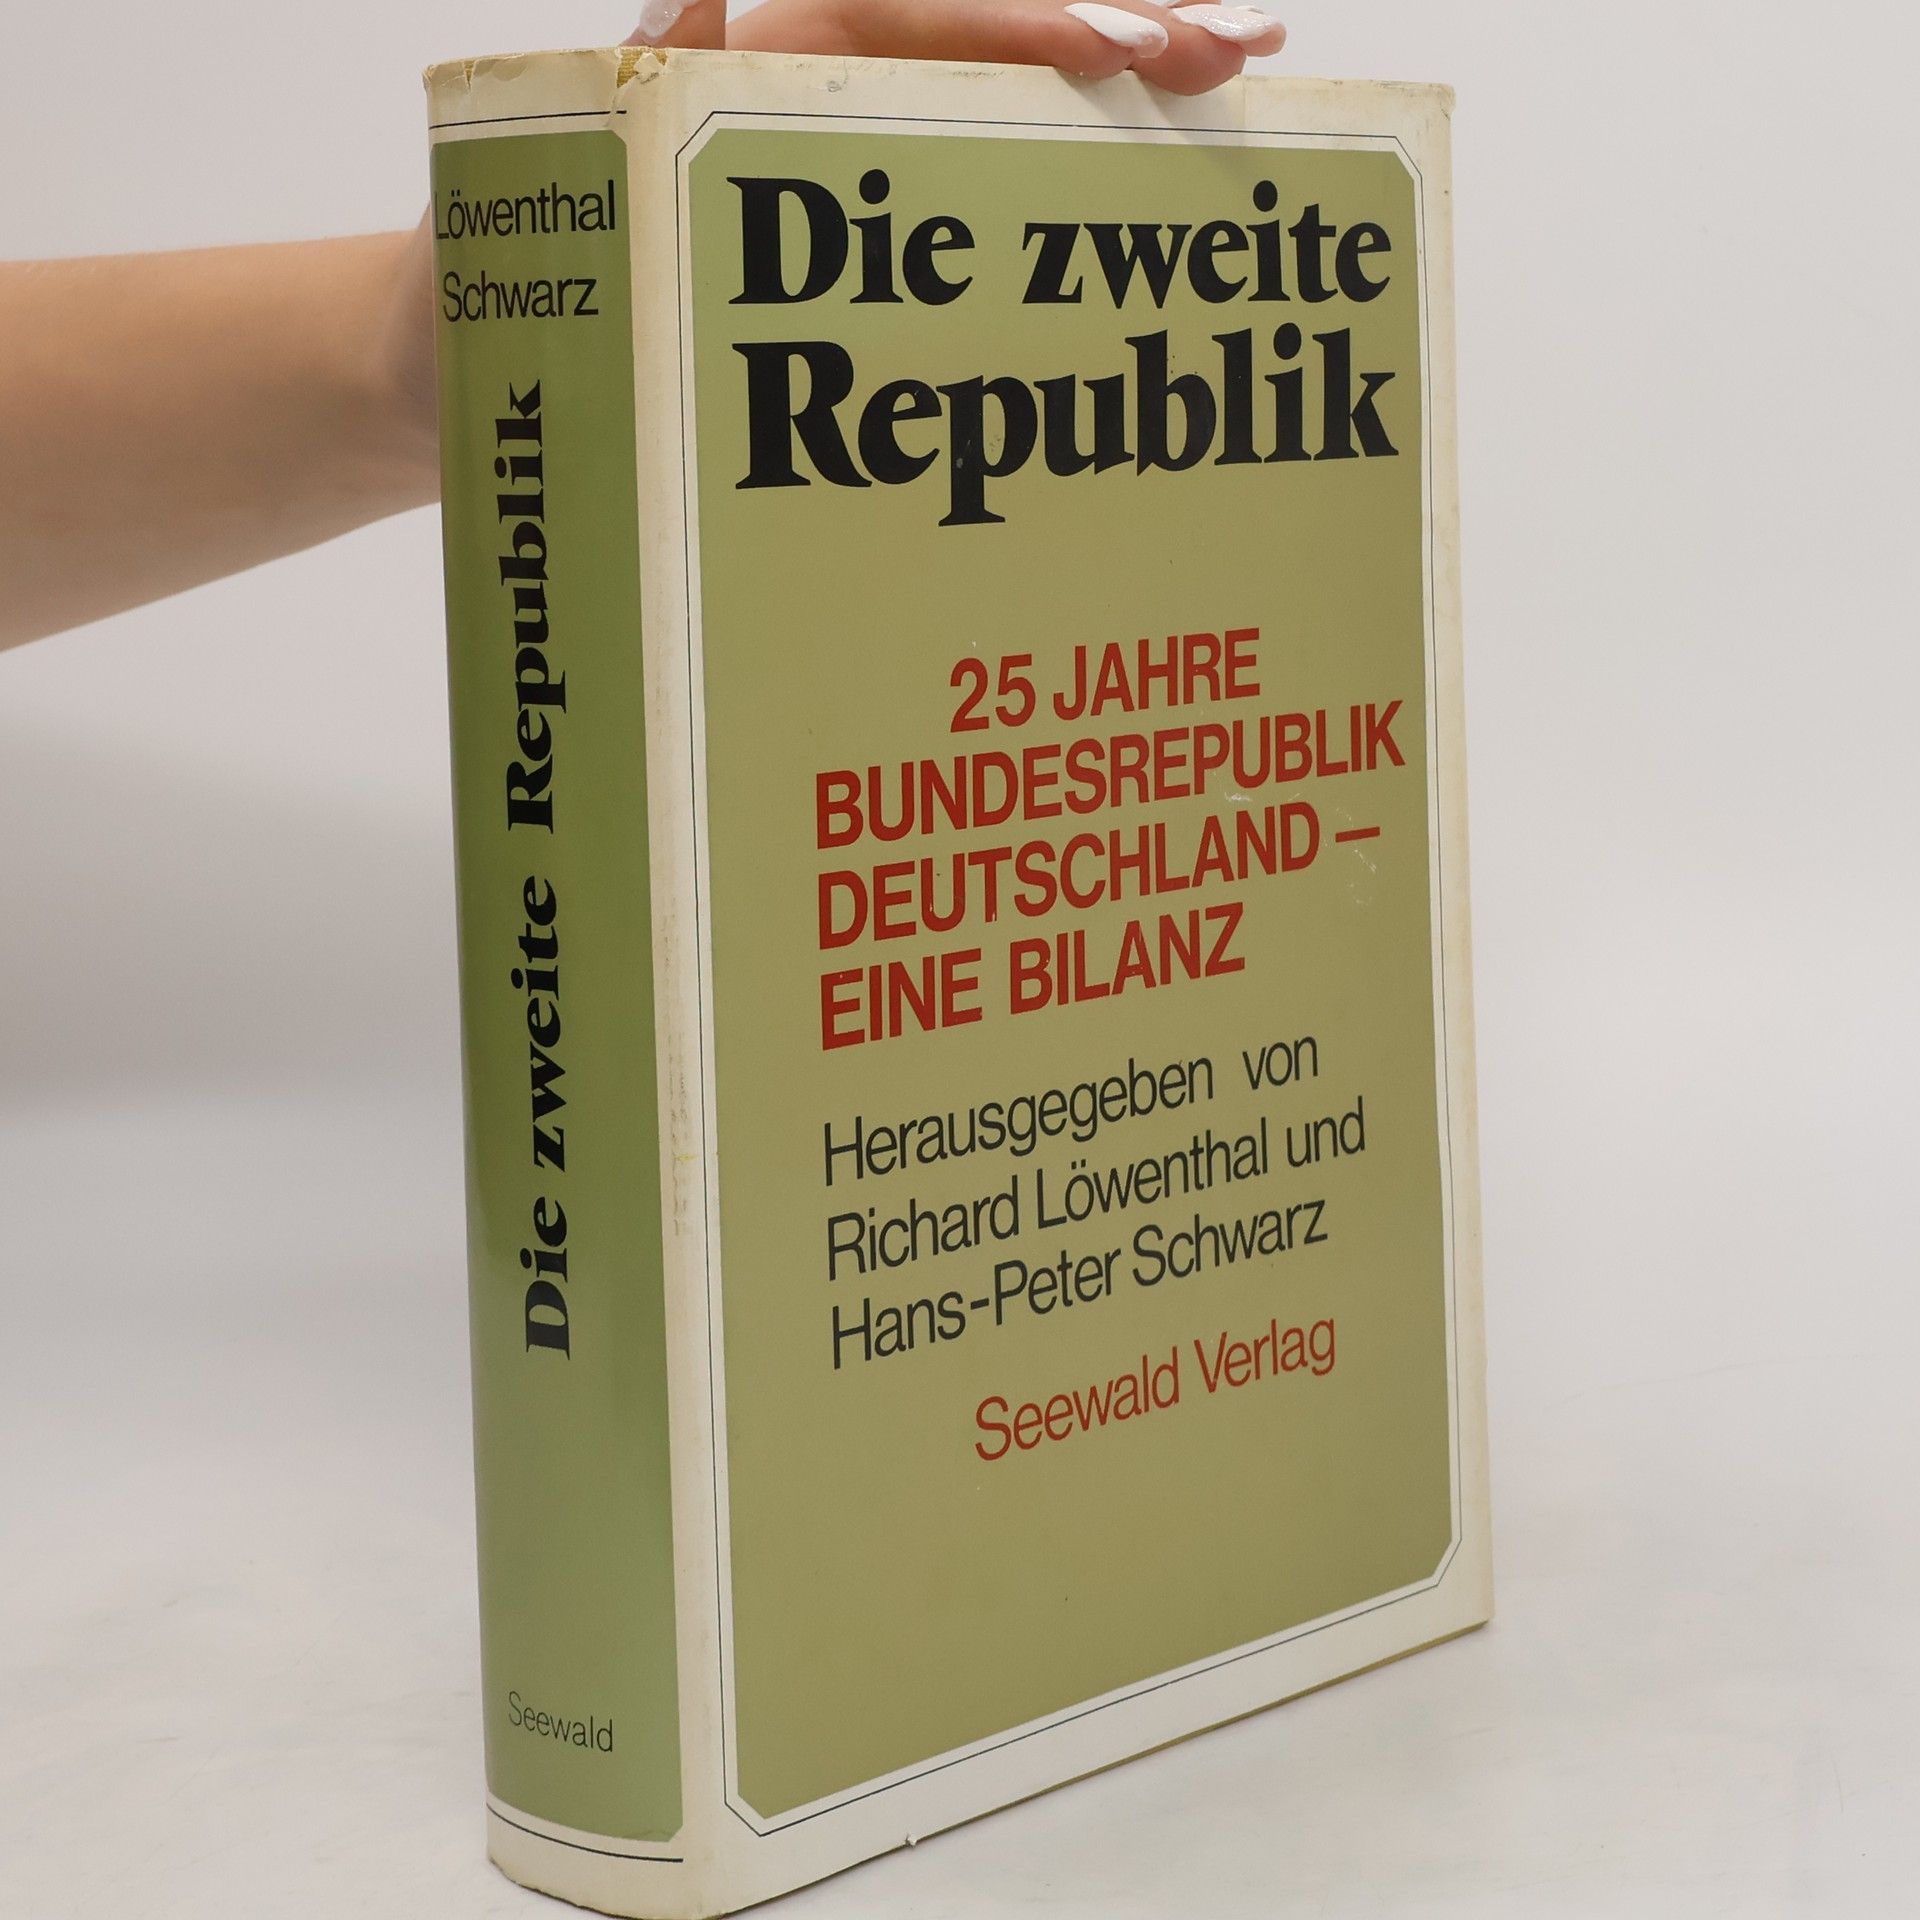 Löwenthal
Schwarz
Die zweite Republik
Seewald
Die zweite
Republik
25 JAHRE
BUNDESREPUBLIK
DEUTSCHLAND –
EINE BILANZ
Herausgegeben von
Richard Löwenthal und
Hans-Peter Schwarz
Seewald Verlag